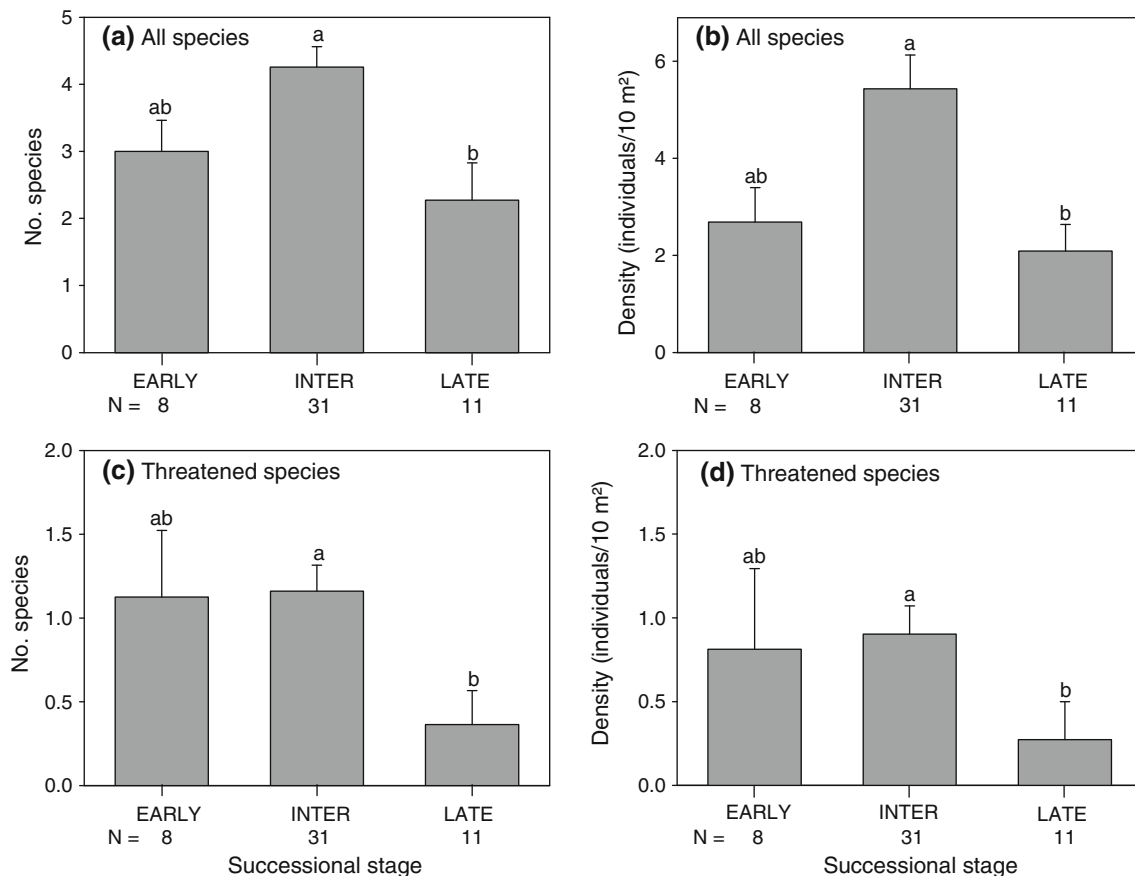 (a) All species
No. species
5
4
3
2
1
0
ab
a
b
EARLY INTER LATE
N = 8 31 11
(b) All species
Density (individuals/10 m²)
6
4
2
0
ab
a
b
EARLY INTER LATE
N = 8 31 11
(c) Threatened species
No. species
2.0
1.5
1.0
0.5
0.0
ab
a
b
EARLY INTER LATE
N = 8 31 11
Successional stage
(d) Threatened species
Density (individuals/10 m²)
2.0
1.5
1.0
0.5
0.0
ab
a
b
EARLY INTER LATE
N = 8 31 11
Successional stage